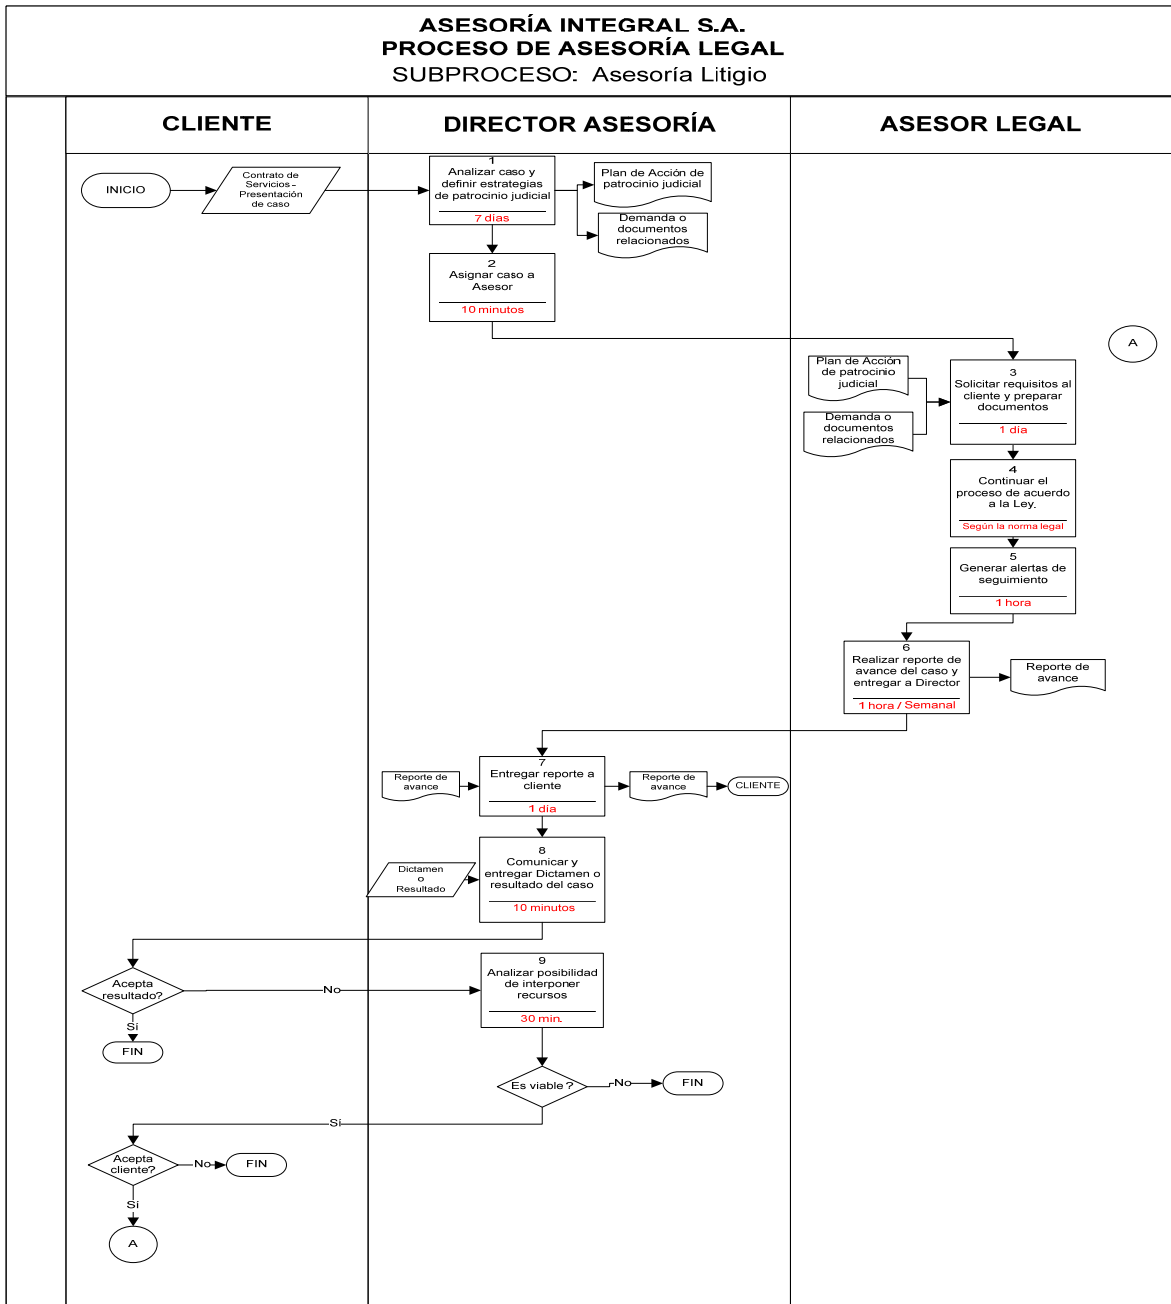 ASESORÍA INTEGRAL S.A.
PROCESO DE ASESORÍA LEGAL
SUBPROCESO: Asesoría Litigio
CLIENTE
DIRECTOR ASESORÍA
ASESOR LEGAL
INICIO
Contrato de
Servicios -
Presentación
de caso
1
Analizar caso y
definir estrategias
de patrocinio judicial
7 días
Plan de Acción de
patrocinio judicial
Demanda o
documentos
relacionados
2
Asignar caso a
Asesor
10 minutos
A
Plan de Acción
de patrocinio
judicial
Demanda o
documentos
relacionados
3
Solicitar requisitos al
cliente y preparar
documentos
1 día
4
Continuar el
proceso de acuerdo
a la Ley.
Según la norma legal
5
Generar alertas de
seguimiento
1 hora
6
Realizar reporte de
avance del caso y
entregar a Director
1 hora / Semanal
Reporte de
avance
Reporte de
avance
7
Entregar reporte a
cliente
1 día
Reporte de
avance
CLIENTE
Dictamen
o
Resultado
8
Comunicar y
entregar Dictamen o
resultado del caso
10 minutos
Acepta
resultado?
No
Sí
FIN
9
Analizar posibilidad
de interponer
recursos
30 min.
Es viable ?
No
FIN
Sí
Acepta
cliente?
No
FIN
Sí
A